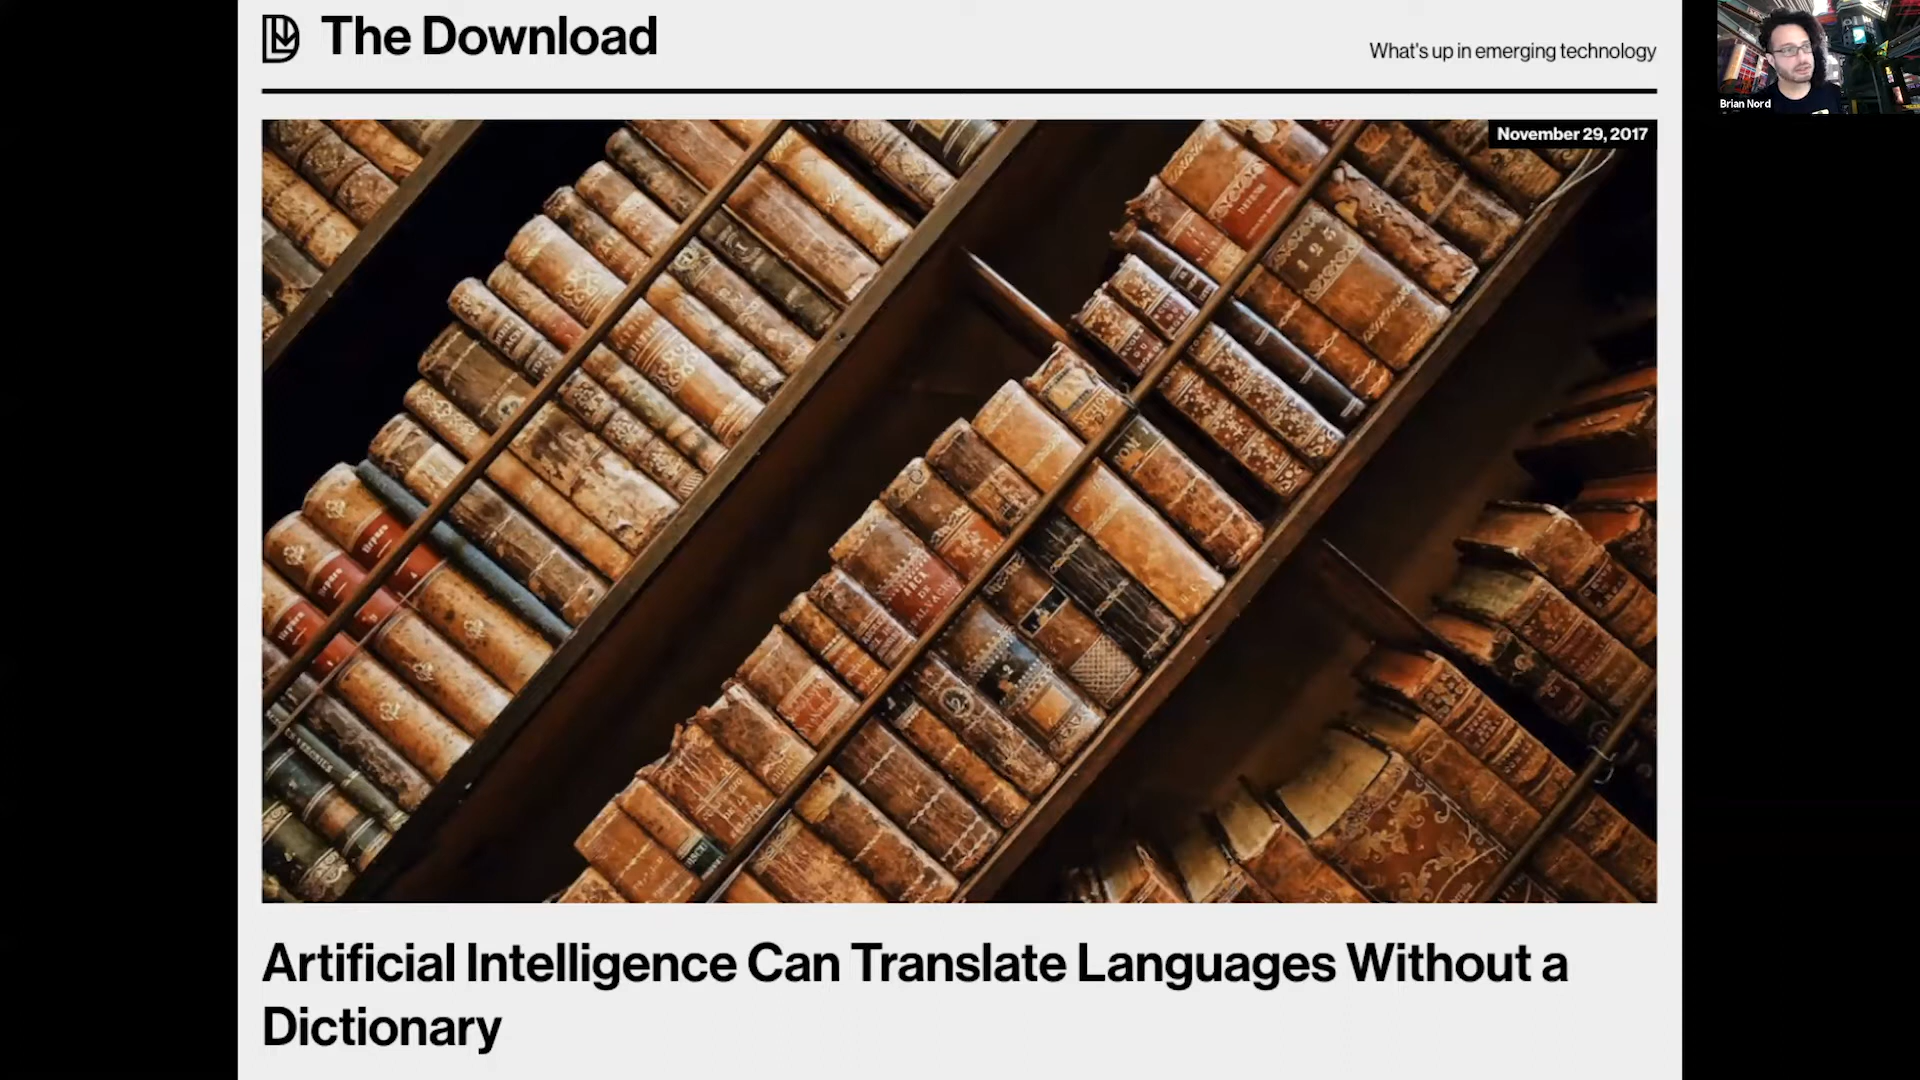 The Download
What's up in emerging technology
Brian Nord
November 29, 2017
Artificial Intelligence Can Translate Languages Without a
Dictionary